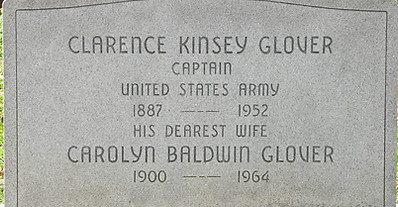 CLARENCE KINSEY GLOVER
CAPTAIN
UNITED STATES ARMY
1887 —-— 1952
HIS DEAREST WIFE
CAROLYN BALDWIN GLOVER
1900 —-— 1964